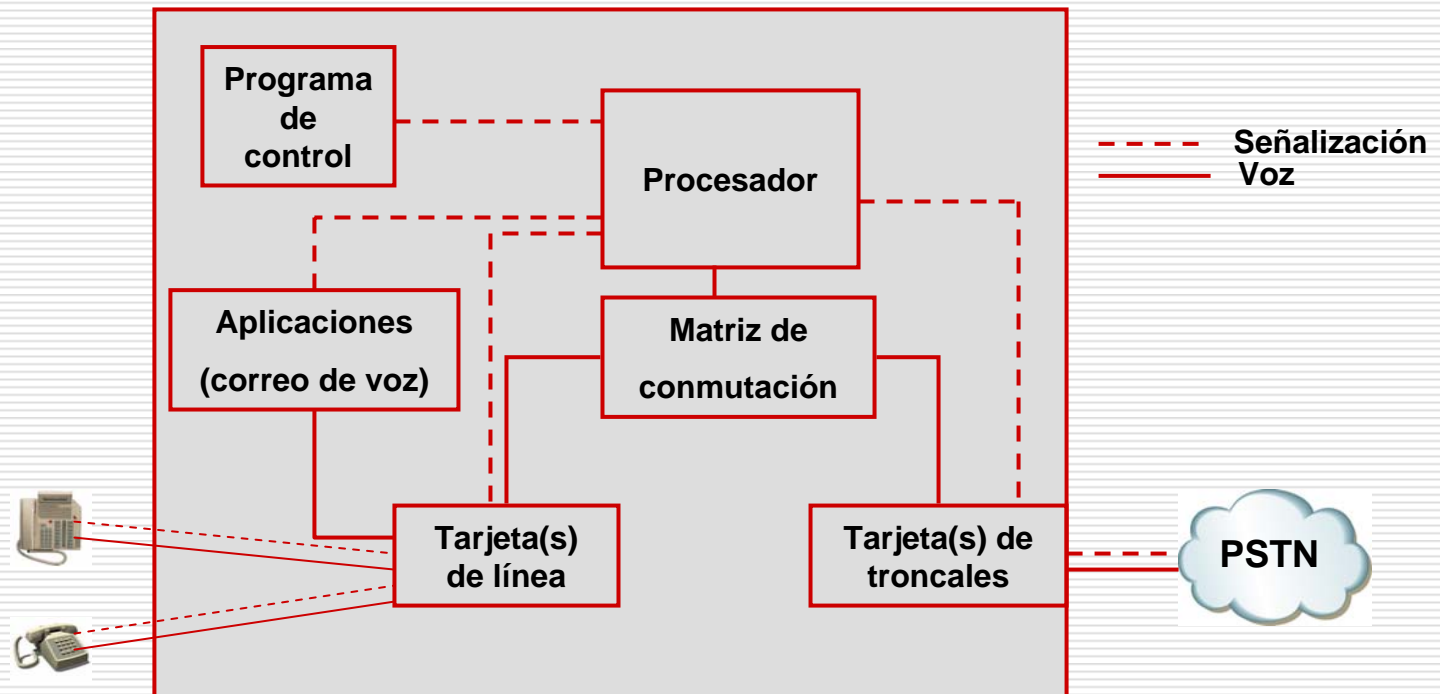 Programa
de
control
Procesador
Señalización
Voz
Aplicaciones
(correo de voz)
Matriz de
conmutación
Tarjeta(s)
de línea
Tarjeta(s) de
troncales
PSTN